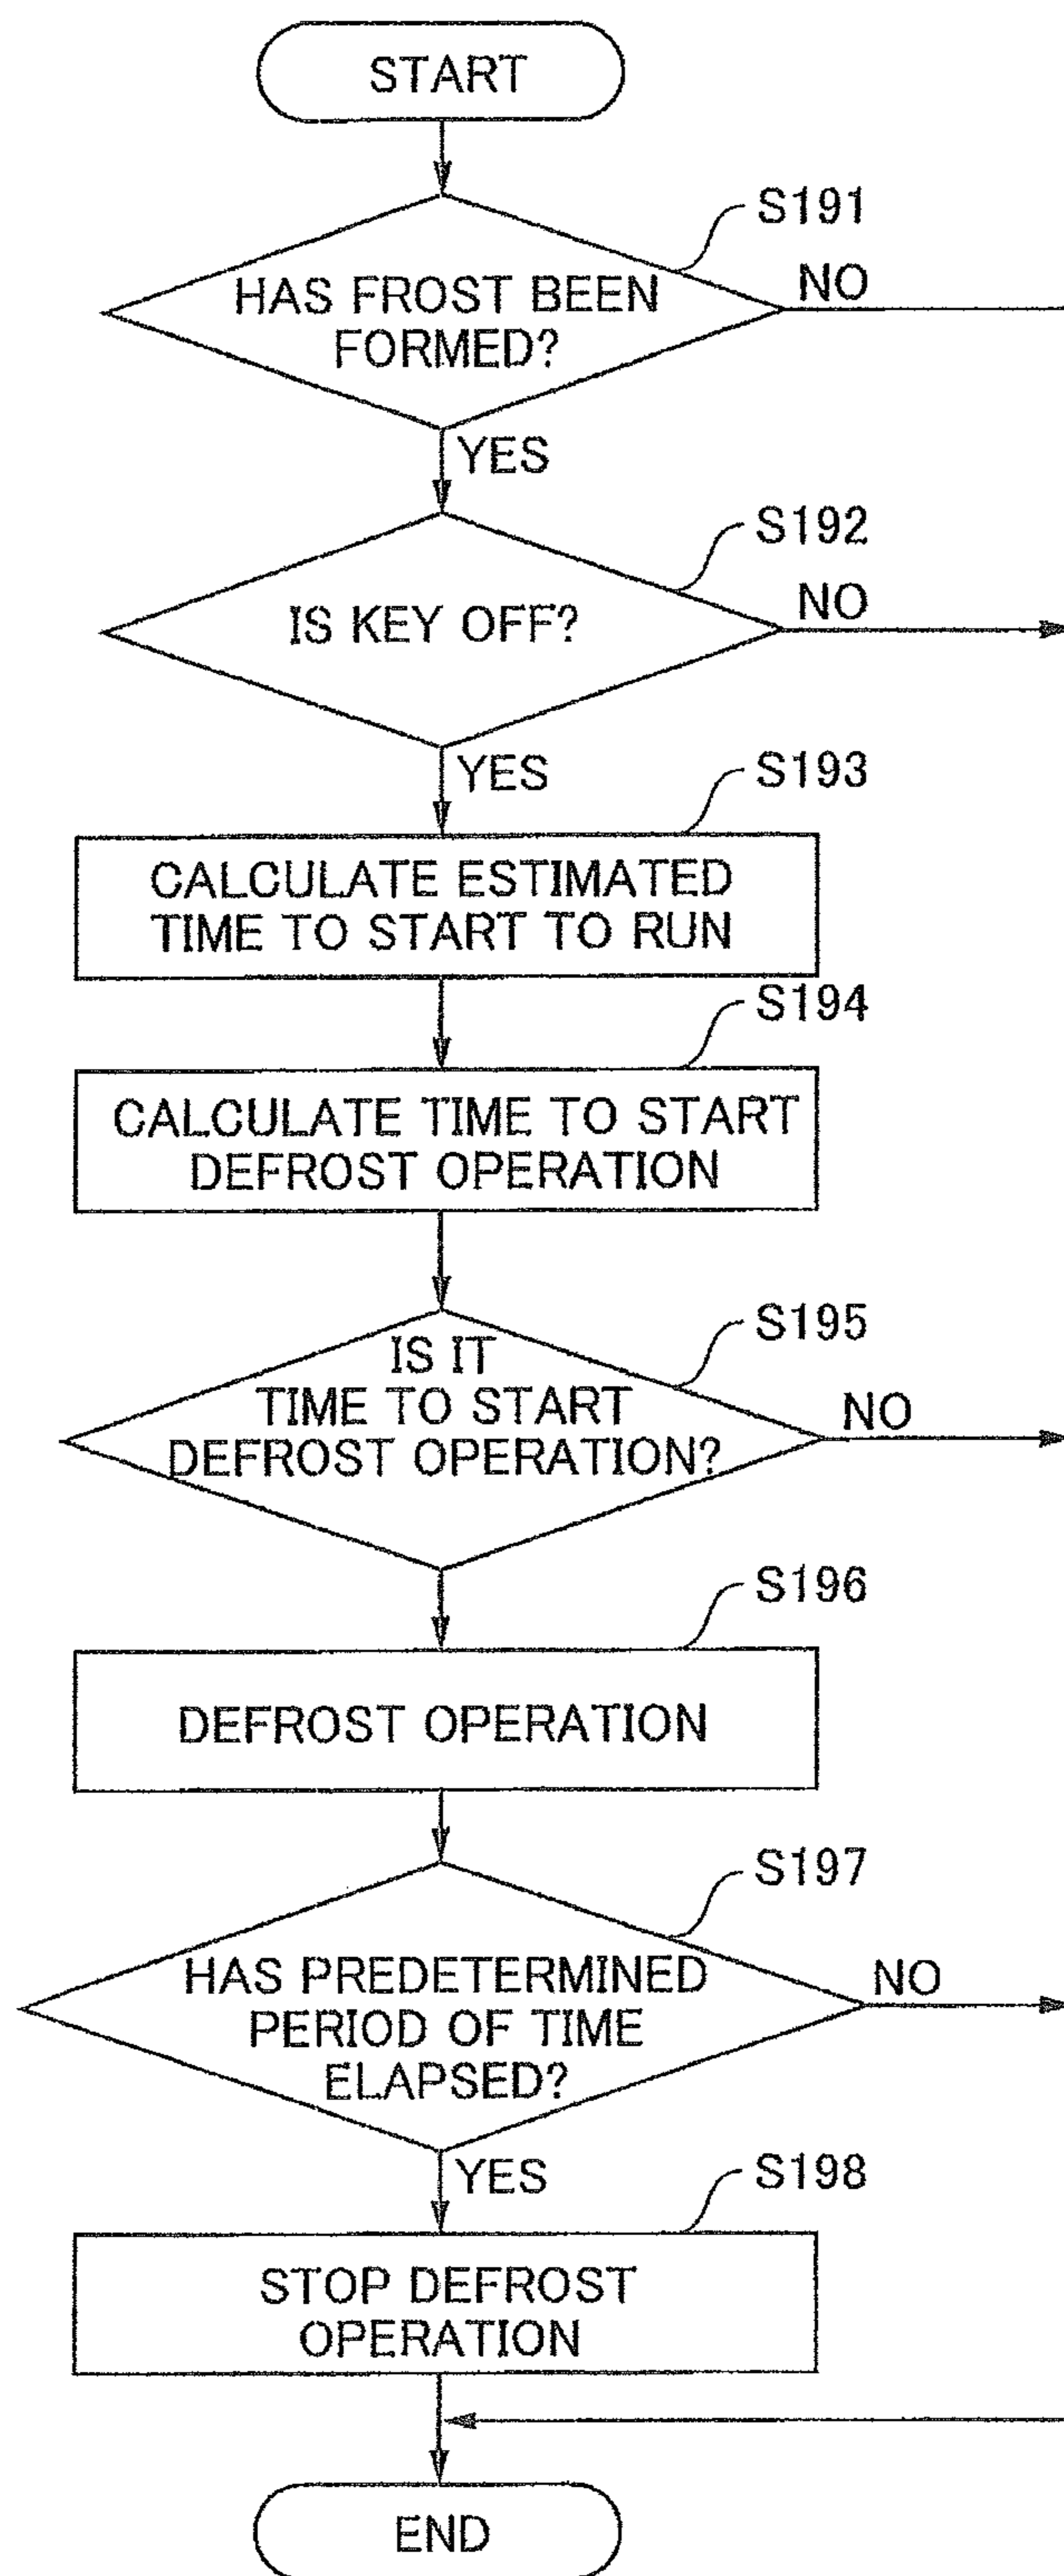 START
S191
HAS FROST BEEN
FORMED?
NO
YES
S192
IS KEY OFF?
NO
YES
S193
CALCULATE ESTIMATED
TIME TO START TO RUN
S194
CALCULATE TIME TO START
DEFROST OPERATION
S195
IS IT
TIME TO START
DEFROST OPERATION?
NO
S196
DEFROST OPERATION
S197
HAS PREDETERMINED
PERIOD OF TIME
ELAPSED?
NO
YES
S198
STOP DEFROST
OPERATION
END